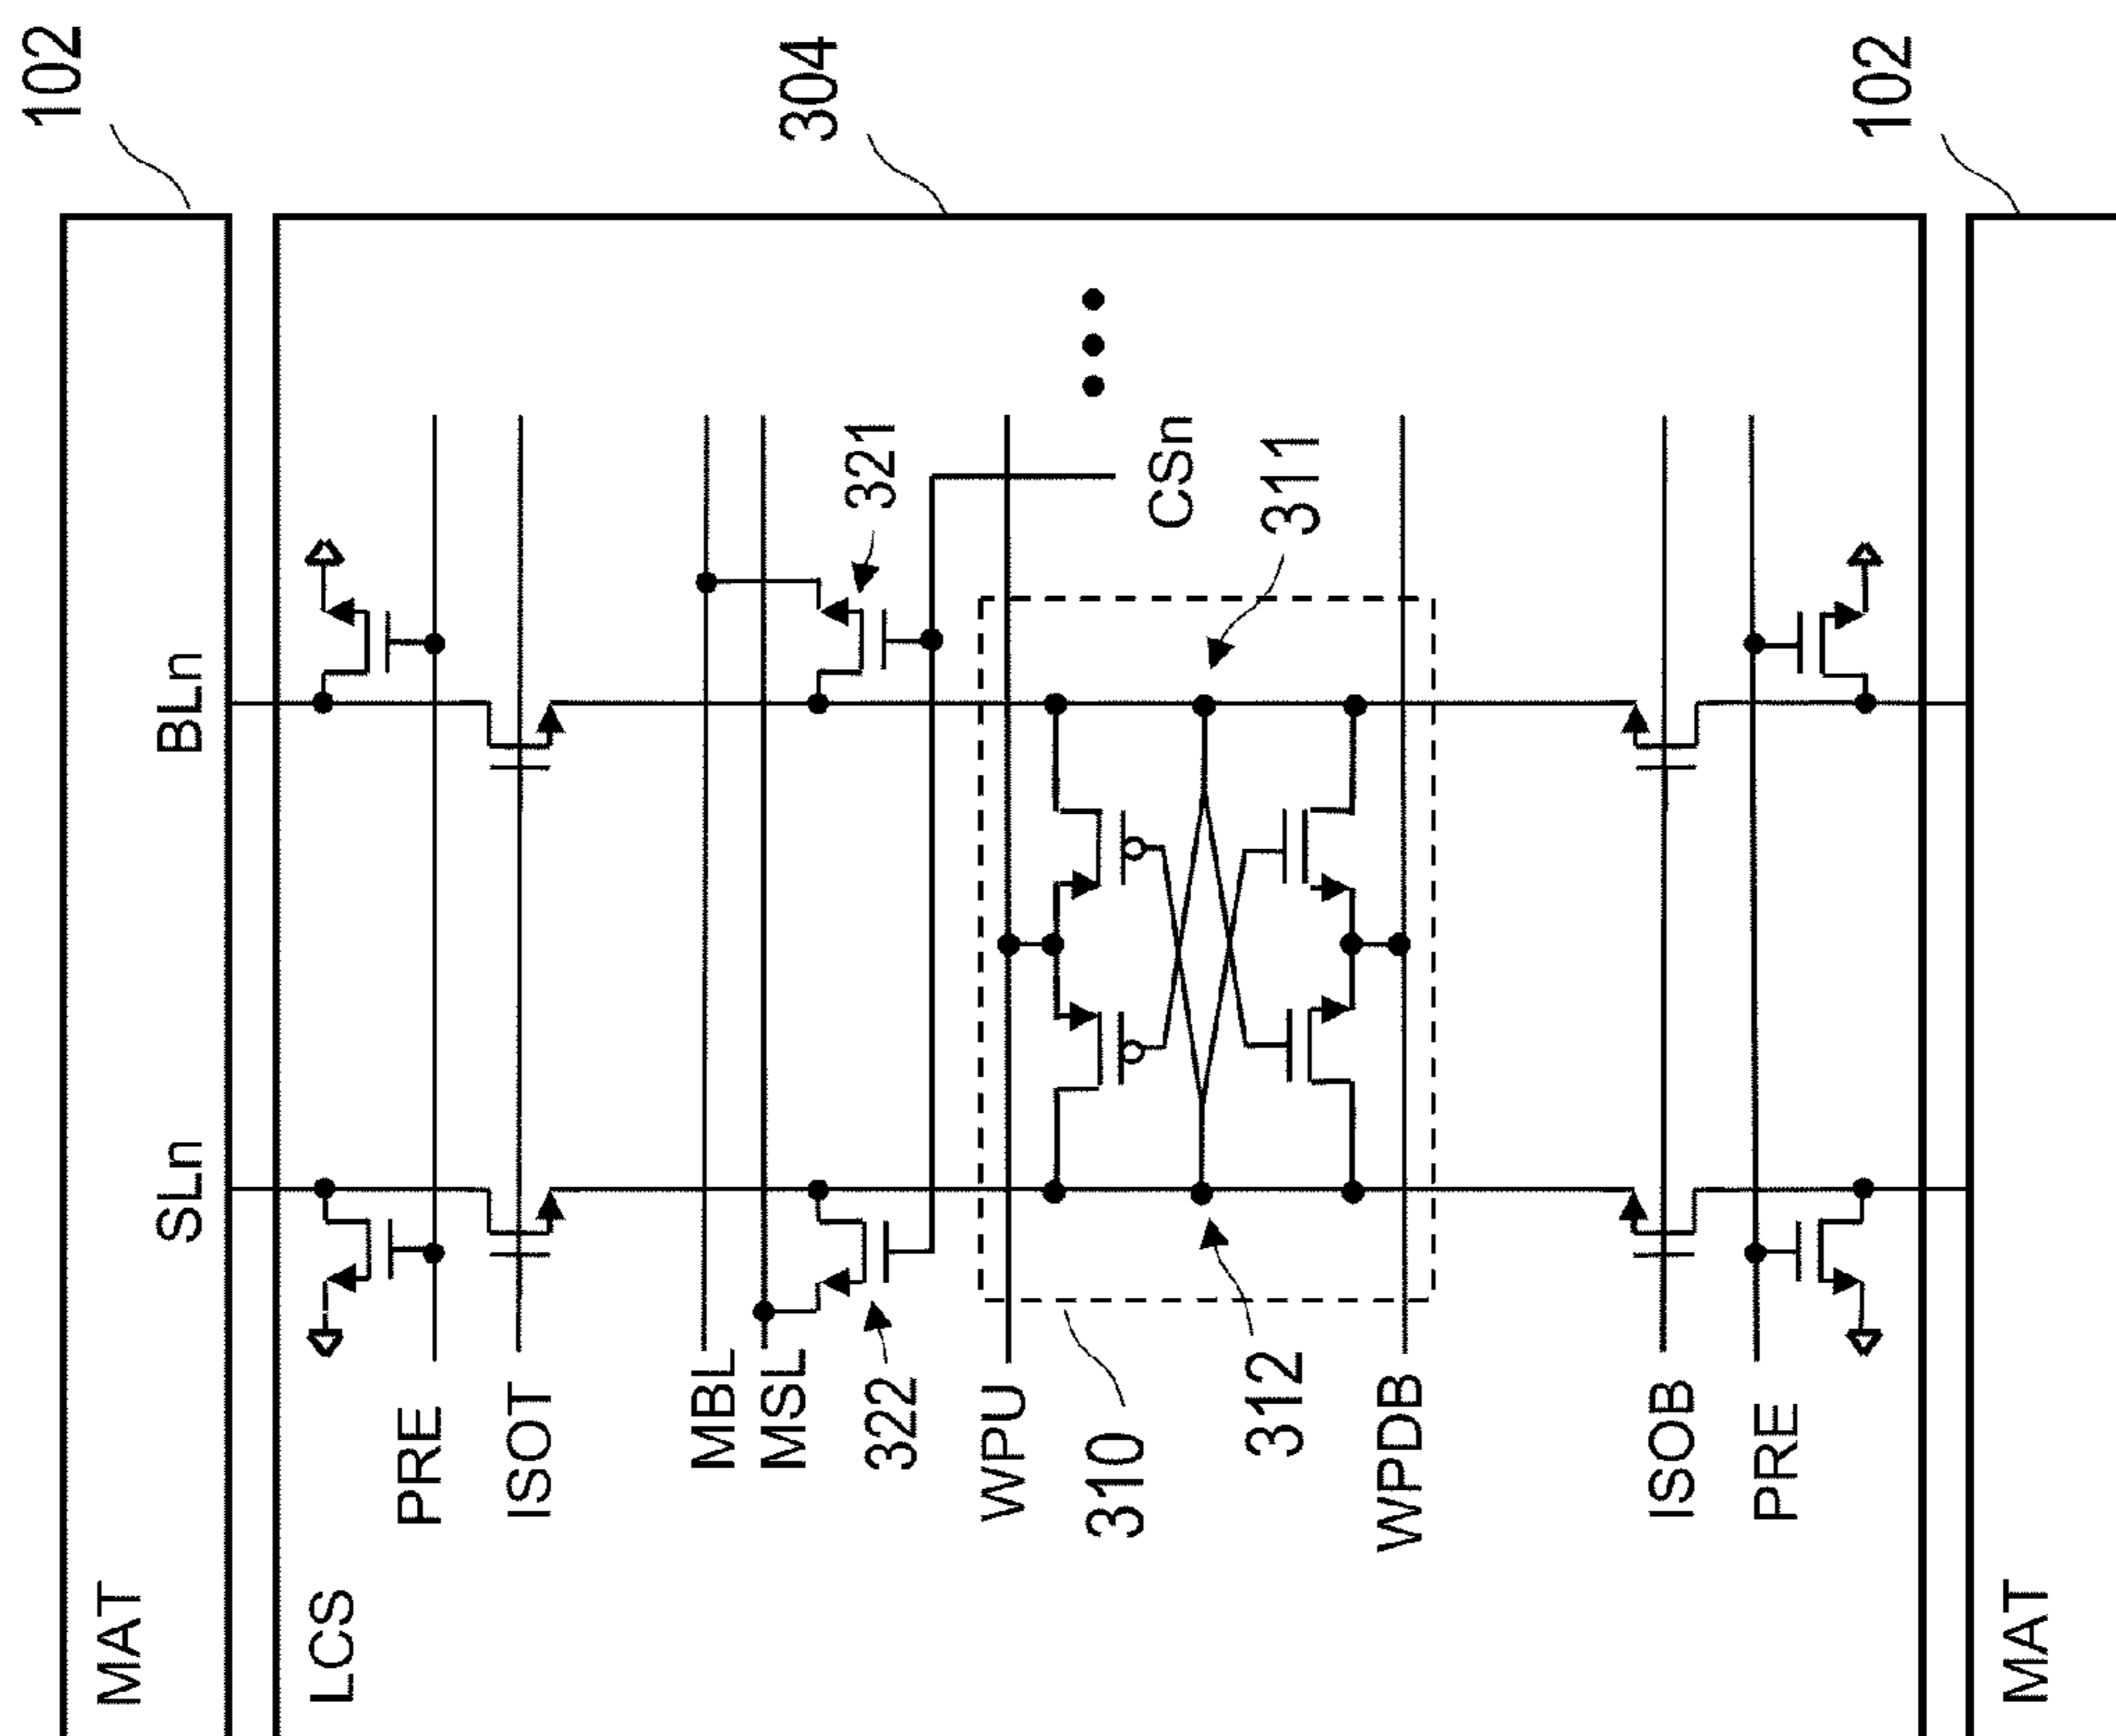 102
MAT
SLn
BLn
LCS
PRE
ISOT
MBL
MSL
304
322
321
WPU
310
CSn
312
311
WPDB
ISOB
PRE
102
MAT